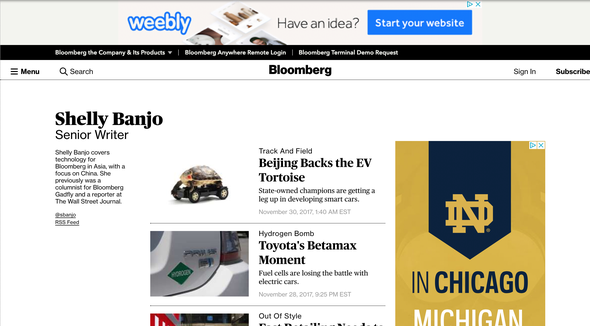 weebly
Have an idea?
Start your website
Bloomberg the Company & Its Products
Bloomberg Anywhere Remote Login
Bloomberg Terminal Demo Request
Menu
Search
Bloomberg
Sign In
Subscribe
Shelly Banjo
Senior Writer
Shelly Banjo covers
technology for
Bloomberg in Asia, with a
focus on China. She
previously was a
columnist for Bloomberg
Gadfly and a reporter at
The Wall Street Journal.
@sbanjo
RSS Feed
Track And Field
Beijing Backs the EV
Tortoise
State-owned champions are getting a
leg up in developing smart cars.
November 30, 2017, 1:40 AM EST
HYDROGEN
Hydrogen Bomb
Toyota's Betamax
Moment
Fuel cells are losing the battle with
electric cars.
November 28, 2017, 9:25 PM EST
Out Of Style
Fast Retailing Needs to
ND
IN CHICAGO
MICHIGAN